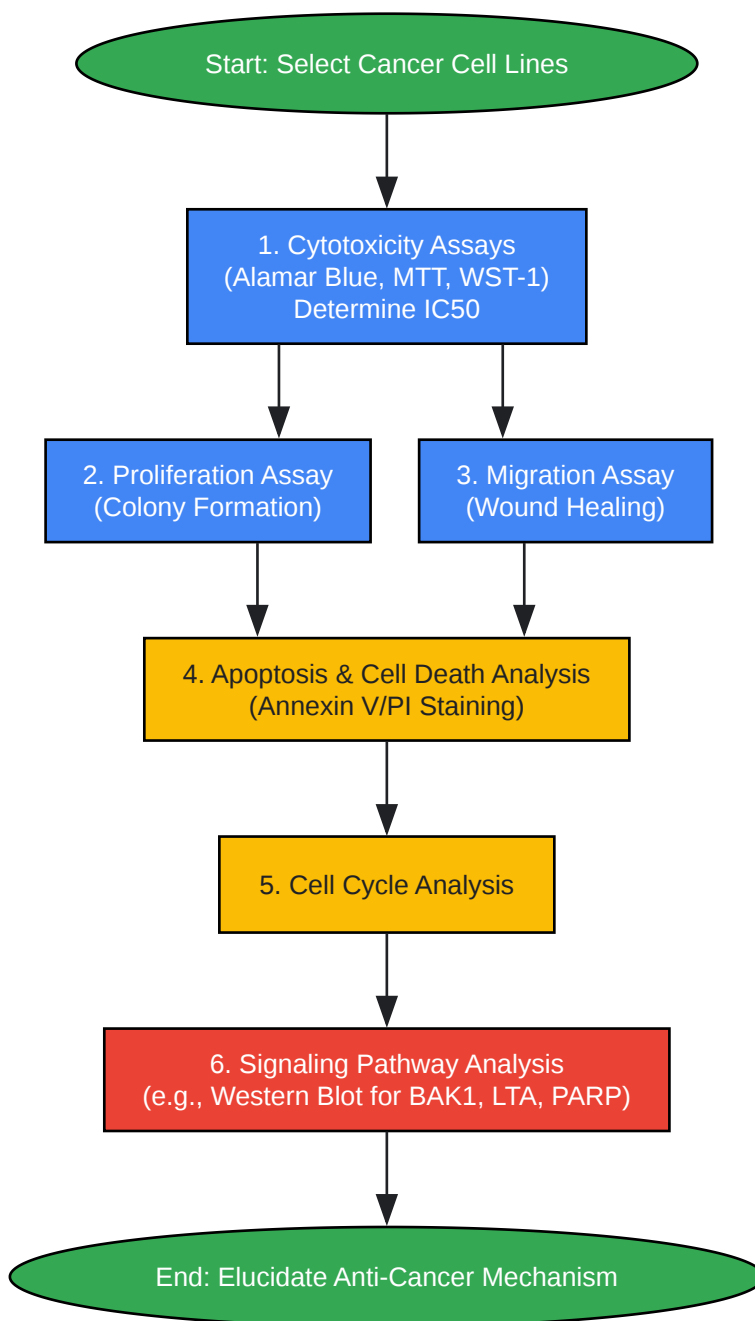 Start: Select Cancer Cell Lines
1. Cytotoxicity Assays
(Alamar Blue, MTT, WST-1)
Determine IC50
2. Proliferation Assay
(Colony Formation)
3. Migration Assay
(Wound Healing)
4. Apoptosis & Cell Death Analysis
(Annexin V/PI Staining)
5. Cell Cycle Analysis
6. Signaling Pathway Analysis
(e.g., Western Blot for BAK1, LTA, PARP)
End: Elucidate Anti-Cancer Mechanism